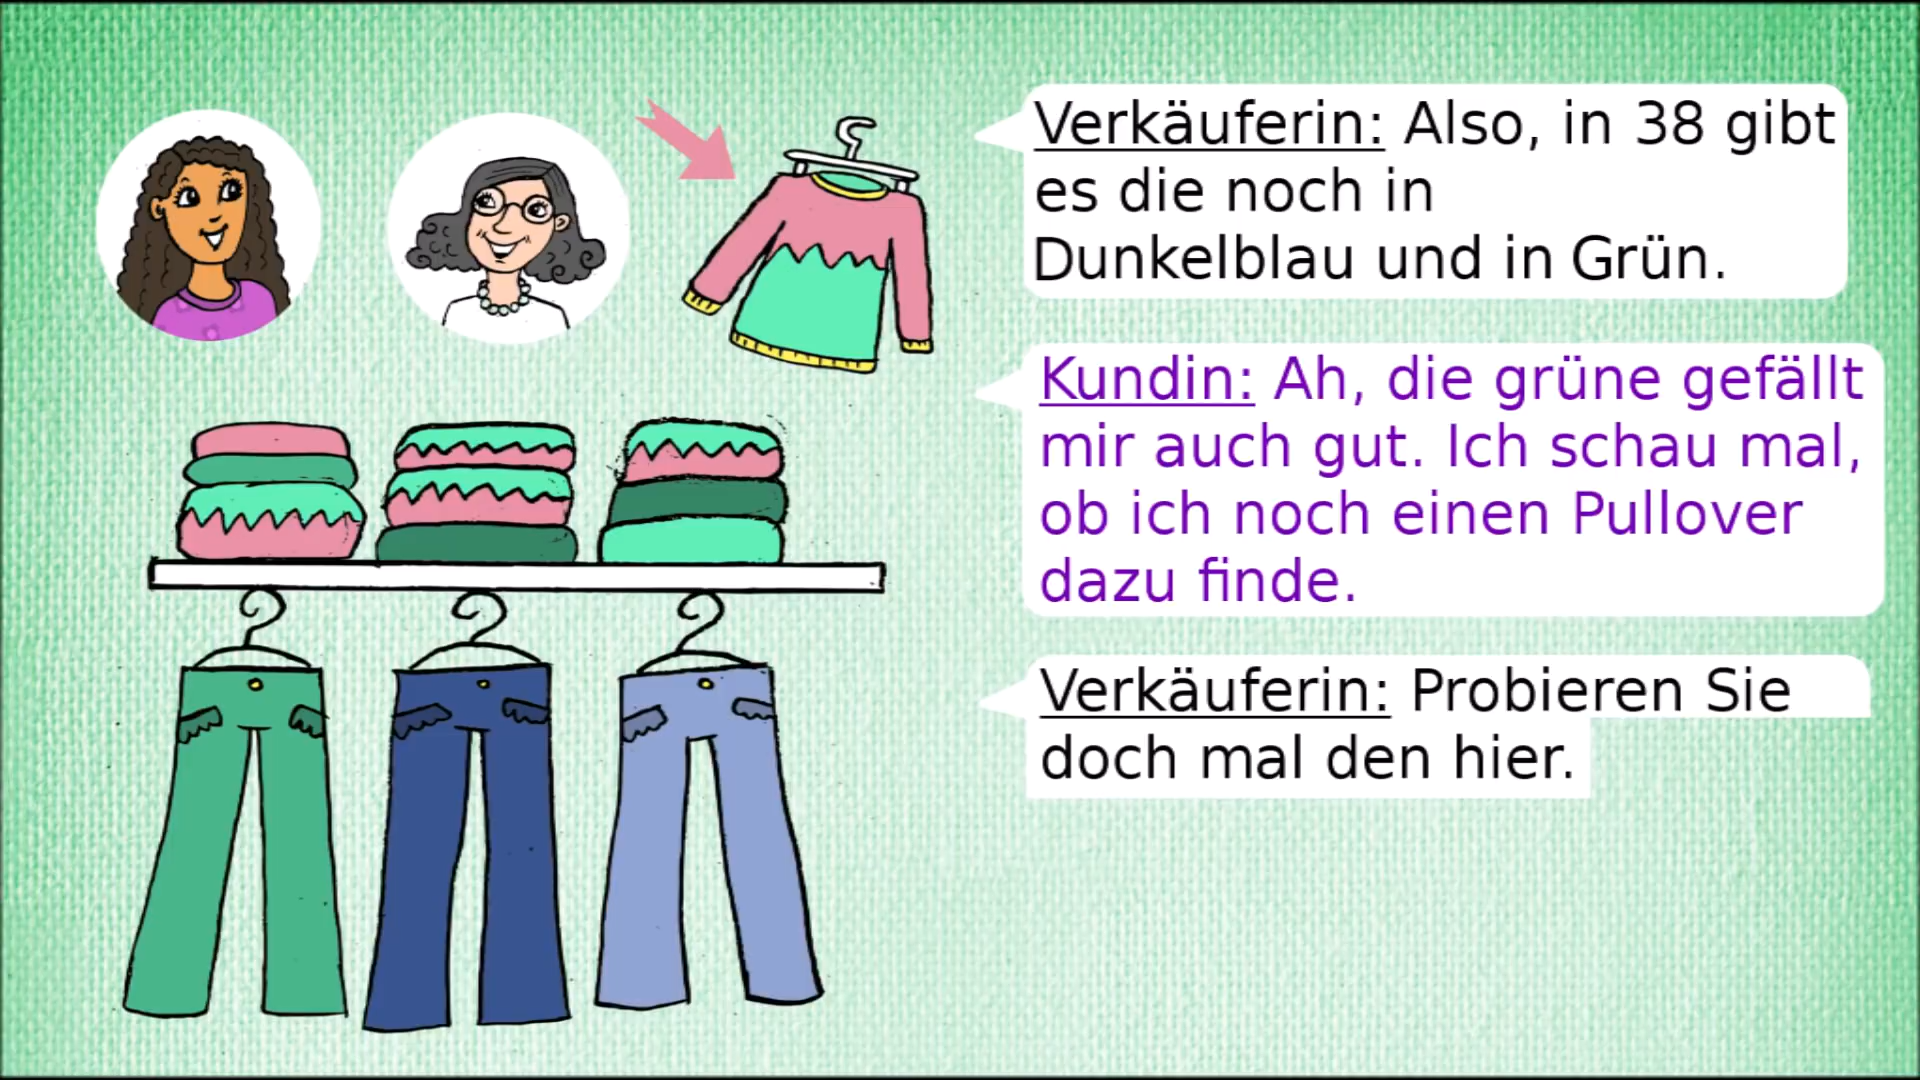 Verkäuferin: Also, in 38 gibt
es die noch in
Dunkelblau und in Grün.
Kundin: Ah, die grüne gefällt
mir auch gut. Ich schau mal,
ob ich noch einen Pullover
dazu finde.
Verkäuferin: Probieren Sie
doch mal den hier.